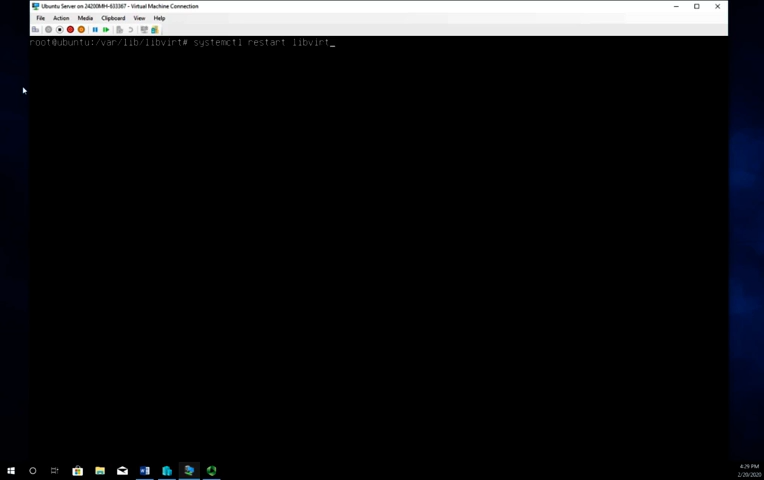 Ubuntu Server on 24200MH-633367 - Virtual Machine Connection
File Action Media Clipboard View Help
root@ubuntu:/var/lib/libvirt# systemctl restart libvirt_
4:29 PM
2/20/2020